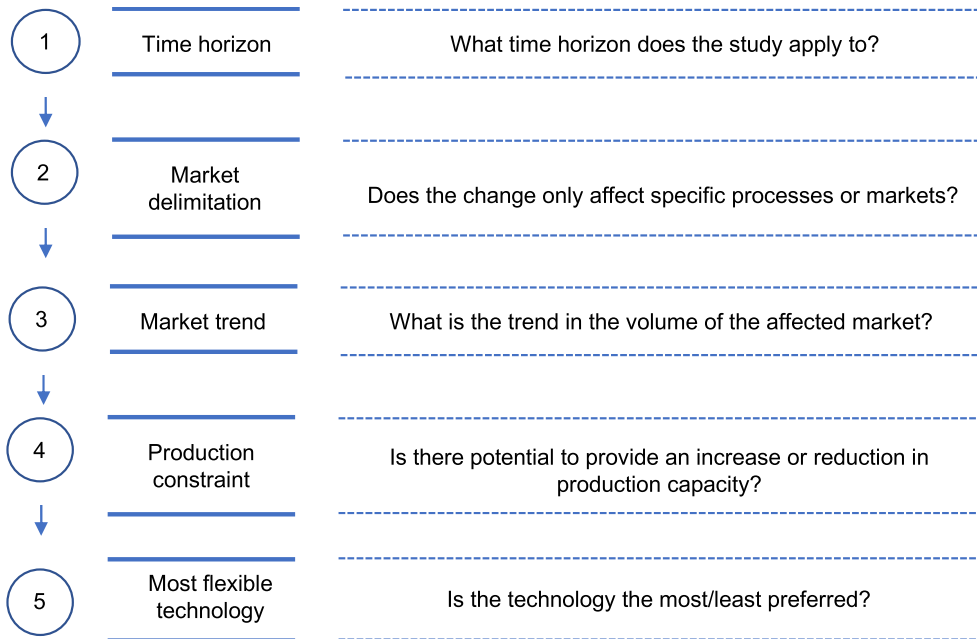 1
Time horizon
What time horizon does the study apply to?
2
Market
delimitation
Does the change only affect specific processes or markets?
3
Market trend
What is the trend in the volume of the affected market?
4
Production
constraint
Is there potential to provide an increase or reduction in
production capacity?
5
Most flexible
technology
Is the technology the most/least preferred?